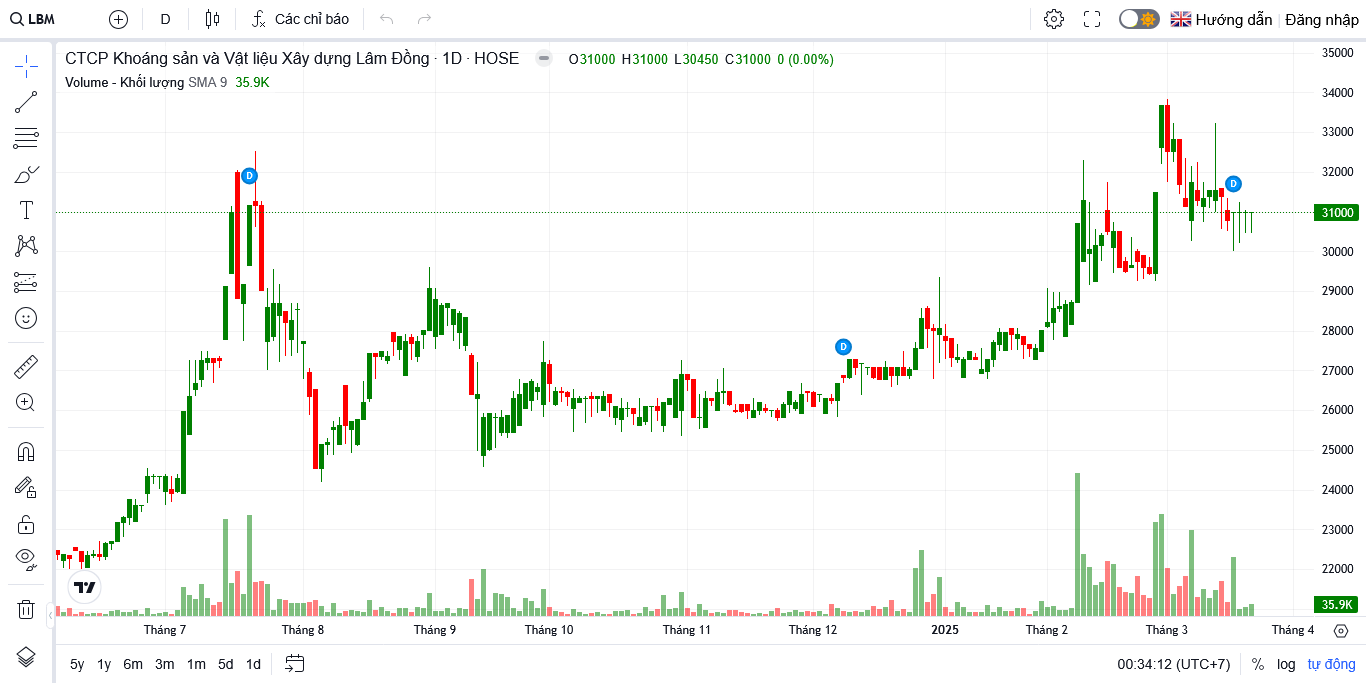 LBM D Các chỉ báo Hướng dẫn Đăng nhập
CTCP Khoáng sản và Vật liệu Xây dựng Lâm Đồng · 1D · HOSE O31000 H31000 L30450 C31000 0 (0.00%)
Volume - Khối lượng SMA 9 35.9K
35000
34000
33000
32000
D
D
31000
30000
29000
28000
D
27000
26000
25000
24000
23000
22000
35.9K
Tháng 7 Tháng 8 Tháng 9 Tháng 10 Tháng 11 Tháng 12 2025 Tháng 2 Tháng 3 Tháng 4
5y 1y 6m 3m 1m 5d 1d 00:34:12 (UTC+7) % log tự động